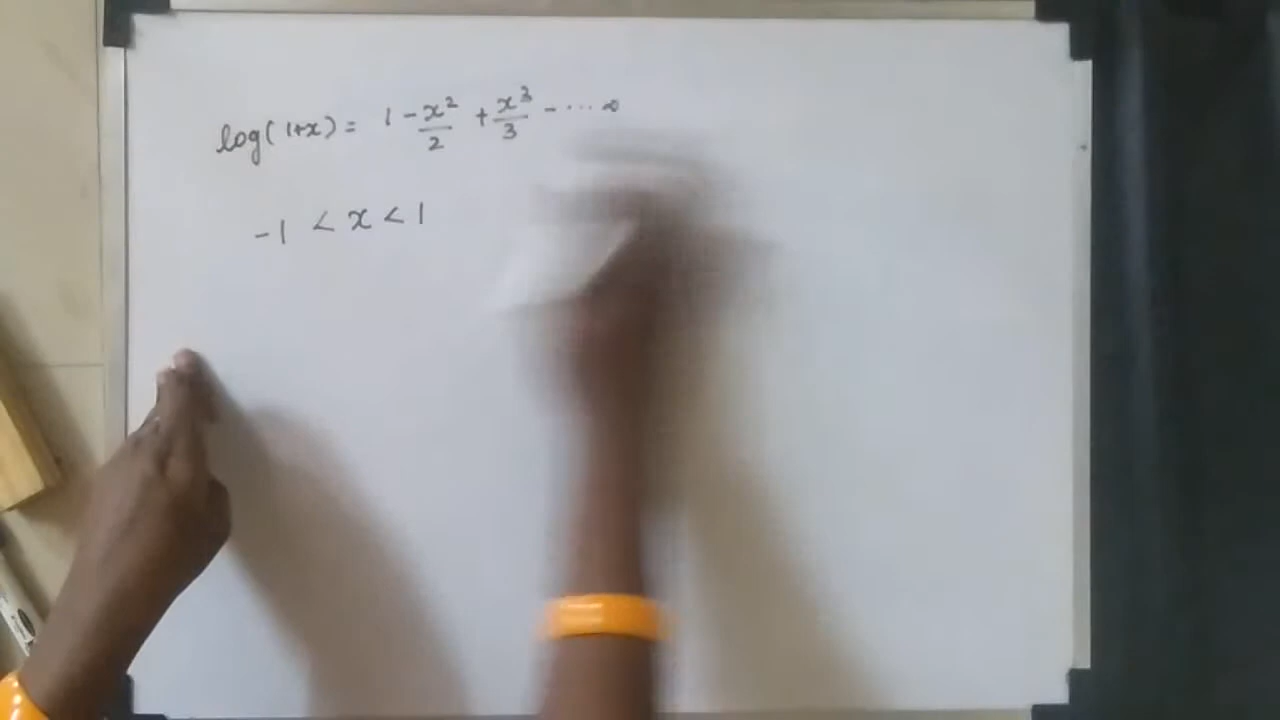 log(1+x) = 1 - x²/2 + x³/3 - ... ∞
-1 < x < 1